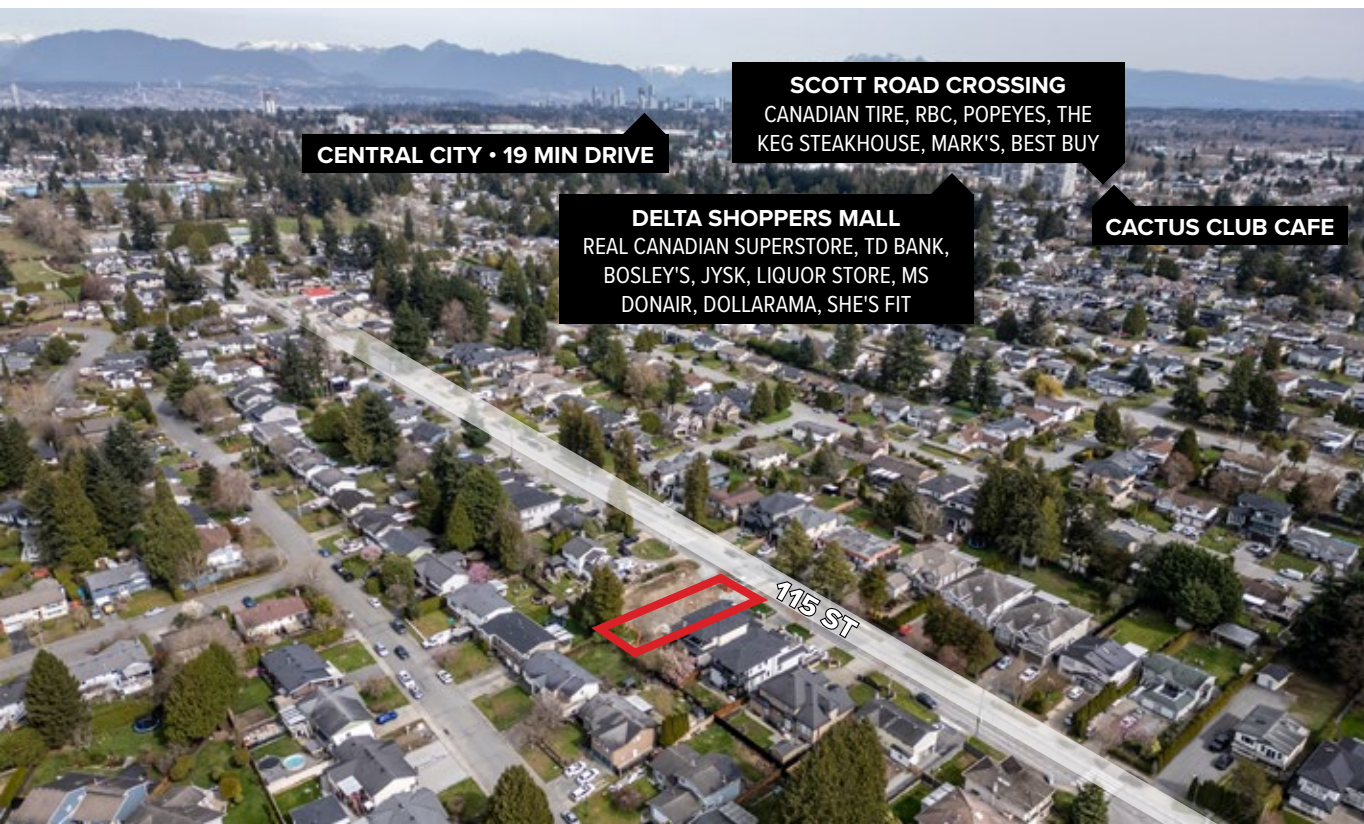 SCOTT ROAD CROSSING
CANADIAN TIRE, RBC, POPEYES, THE
KEG STEAKHOUSE, MARK'S, BEST BUY
CENTRAL CITY • 19 MIN DRIVE
DELTA SHOPPERS MALL
REAL CANADIAN SUPERSTORE, TD BANK,
BOSLEY'S, JYSK, LIQUOR STORE, MS
DONAIR, DOLLARAMA, SHE'S FIT
CACTUS CLUB CAFE
115 ST